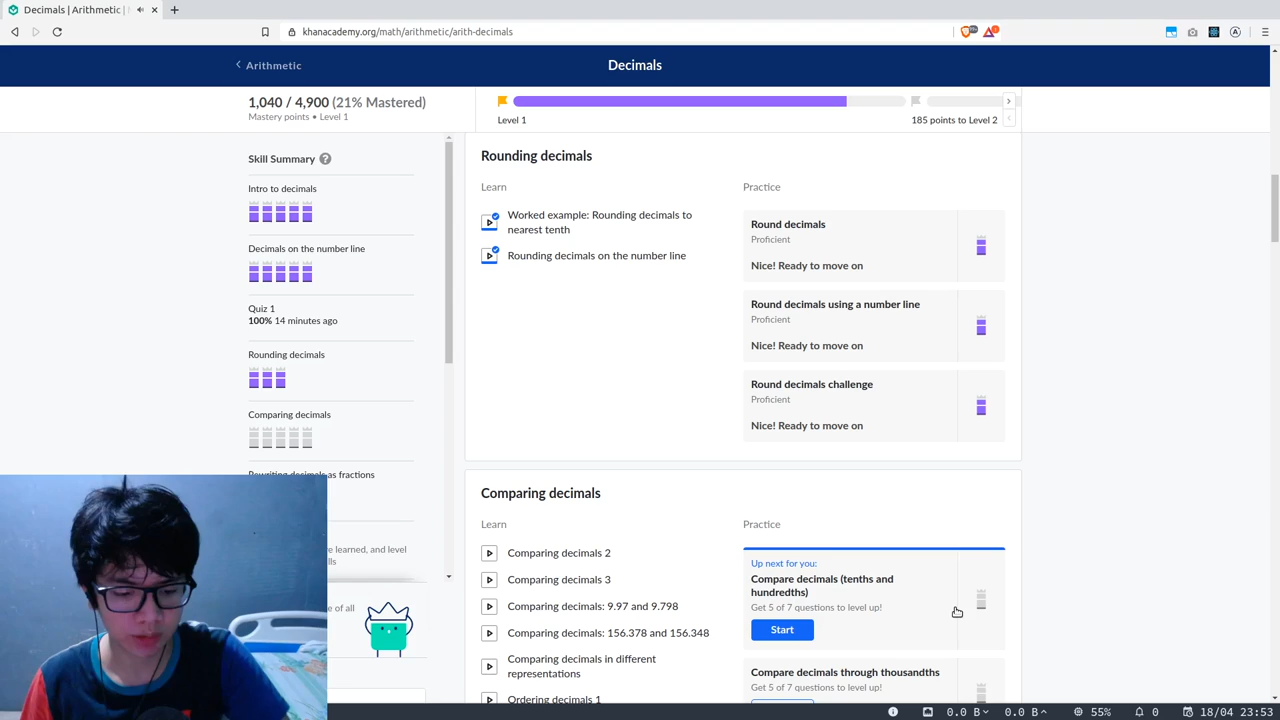 Decimals | Arithmetic |
khanacademy.org/math/arithmetic/arith-decimals
Arithmetic
Decimals
1,040 / 4,900 (21% Mastered)
Mastery points • Level 1
Level 1
185 points to Level 2
Skill Summary ?
Intro to decimals
Decimals on the number line
Quiz 1
100% 14 minutes ago
Rounding decimals
Comparing decimals
Rewriting decimals as fractions
e learned, and level
lls
e of all
Rounding decimals
Learn
Worked example: Rounding decimals to
nearest tenth
Rounding decimals on the number line
Practice
Round decimals
Proficient
Nice! Ready to move on
Round decimals using a number line
Proficient
Nice! Ready to move on
Round decimals challenge
Proficient
Nice! Ready to move on
Comparing decimals
Learn
Comparing decimals 2
Comparing decimals 3
Comparing decimals: 9.97 and 9.798
Comparing decimals: 156.378 and 156.348
Comparing decimals in different
representations
Ordering decimals 1
Practice
Up next for you:
Compare decimals (tenths and
hundredths)
Get 5 of 7 questions to level up!
Start
Compare decimals through thousandths
Get 5 of 7 questions to level up!
0.0 B
0.0 B
55%
0
18/04 23:53